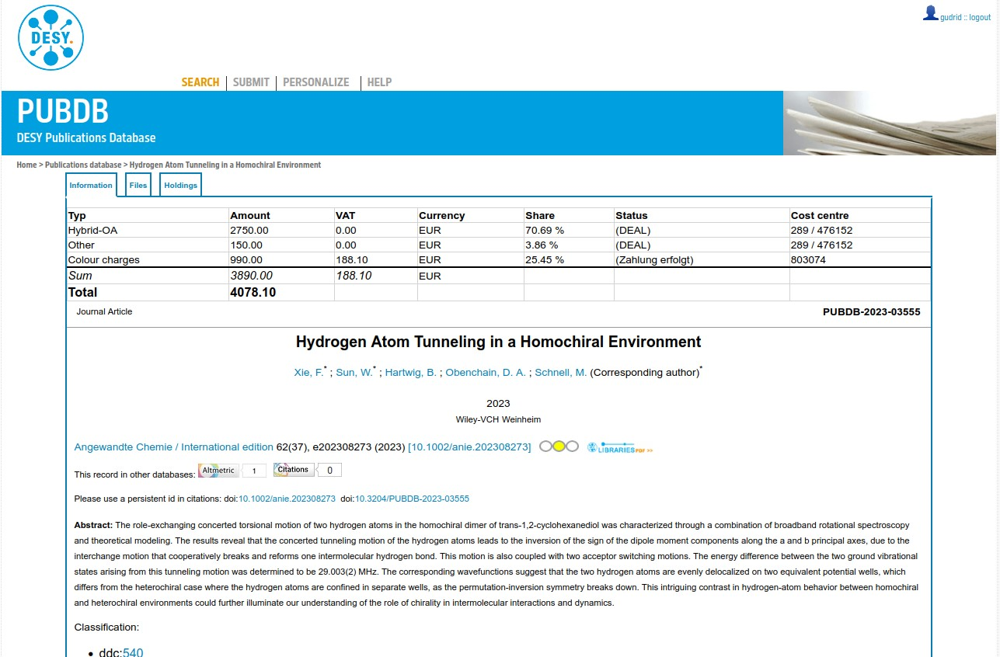 DESY.
gudrid :: logout
SEARCH | SUBMIT | PERSONALIZE | HELP
PUBDB
DESY Publications Database
Home > Publications database > Hydrogen Atom Tunneling in a Homochiral Environment
Information Files Holdings
Typ Amount VAT Currency Share Status Cost centre
Hybrid-OA 2750.00 0.00 EUR 70.69 % (DEAL) 289 / 476152
Other 150.00 0.00 EUR 3.86 % (DEAL) 289 / 476152
Colour charges 990.00 188.10 EUR 25.45 % (Zahlung erfolgt) 803074
Sum 3890.00 188.10 EUR
Total 4078.10
Journal Article PUBDB-2023-03555
Hydrogen Atom Tunneling in a Homochiral Environment
Xie, F.* ; Sun, W.* ; Hartwig, B. ; Obenchain, D. A. ; Schnell, M. (Corresponding author)*
2023
Wiley-VCH Weinheim
Angewandte Chemie / International edition 62(37), e202308273 (2023) [10.1002/anie.202308273] LIBRARIES PDF >>
This record in other databases: Altmetric 1 Citations 0
Please use a persistent id in citations: doi:10.1002/anie.202308273 doi:10.3204/PUBDB-2023-03555
Abstract: The role-exchanging concerted torsional motion of two hydrogen atoms in the homochiral dimer of trans-1,2-cyclohexanediol was characterized through a combination of broadband rotational spectroscopy
and theoretical modeling. The results reveal that the concerted tunneling motion of the hydrogen atoms leads to the inversion of the sign of the dipole moment components along the a and b principal axes, due to the
interchange motion that cooperatively breaks and reforms one intermolecular hydrogen bond. This motion is also coupled with two acceptor switching motions. The energy difference between the two ground vibrational
states arising from this tunneling motion was determined to be 29.003(2) MHz. The corresponding wavefunctions suggest that the two hydrogen atoms are evenly delocalized on two equivalent potential wells, which
differs from the heterochiral case where the hydrogen atoms are confined in separate wells, as the permutation-inversion symmetry breaks down. This intriguing contrast in hydrogen-atom behavior between homochiral
and heterochiral environments could further illuminate our understanding of the role of chirality in intermolecular interactions and dynamics.
Classification:
• ddc:540